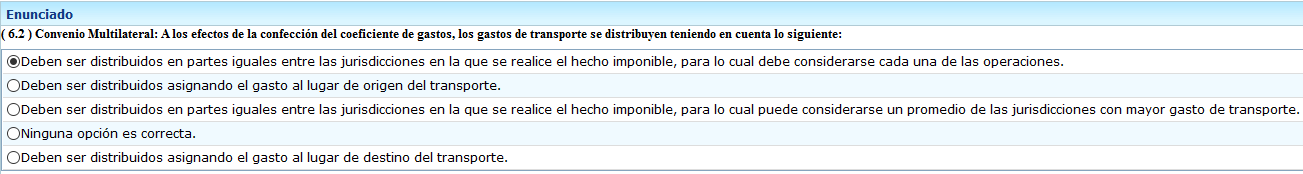 Enunciado
( 6.2 ) Convenio Multilateral: A los efectos de la confección del coeficiente de gastos, los gastos de transporte se distribuyen teniendo en cuenta lo siguiente:
Deben ser distribuidos en partes iguales entre las jurisdicciones en la que se realice el hecho imponible, para lo cual debe considerarse cada una de las operaciones.
Deben ser distribuidos asignando el gasto al lugar de origen del transporte.
Deben ser distribuidos en partes iguales entre las jurisdicciones en la que se realice el hecho imponible, para lo cual puede considerarse un promedio de las jurisdicciones con mayor gasto de transporte.
Ninguna opción es correcta.
Deben ser distribuidos asignando el gasto al lugar de destino del transporte.